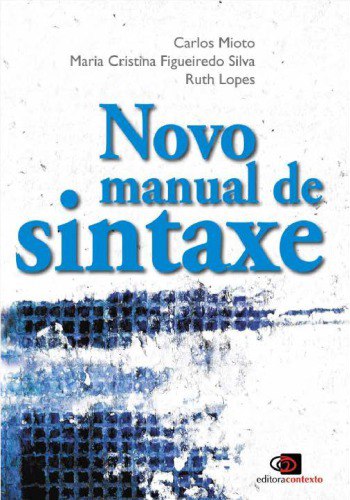 Carlos Mioto
Maria Cristina Figueiredo Silva
Ruth Lopes
Novo
manual de
sintaxe
editoracontexto